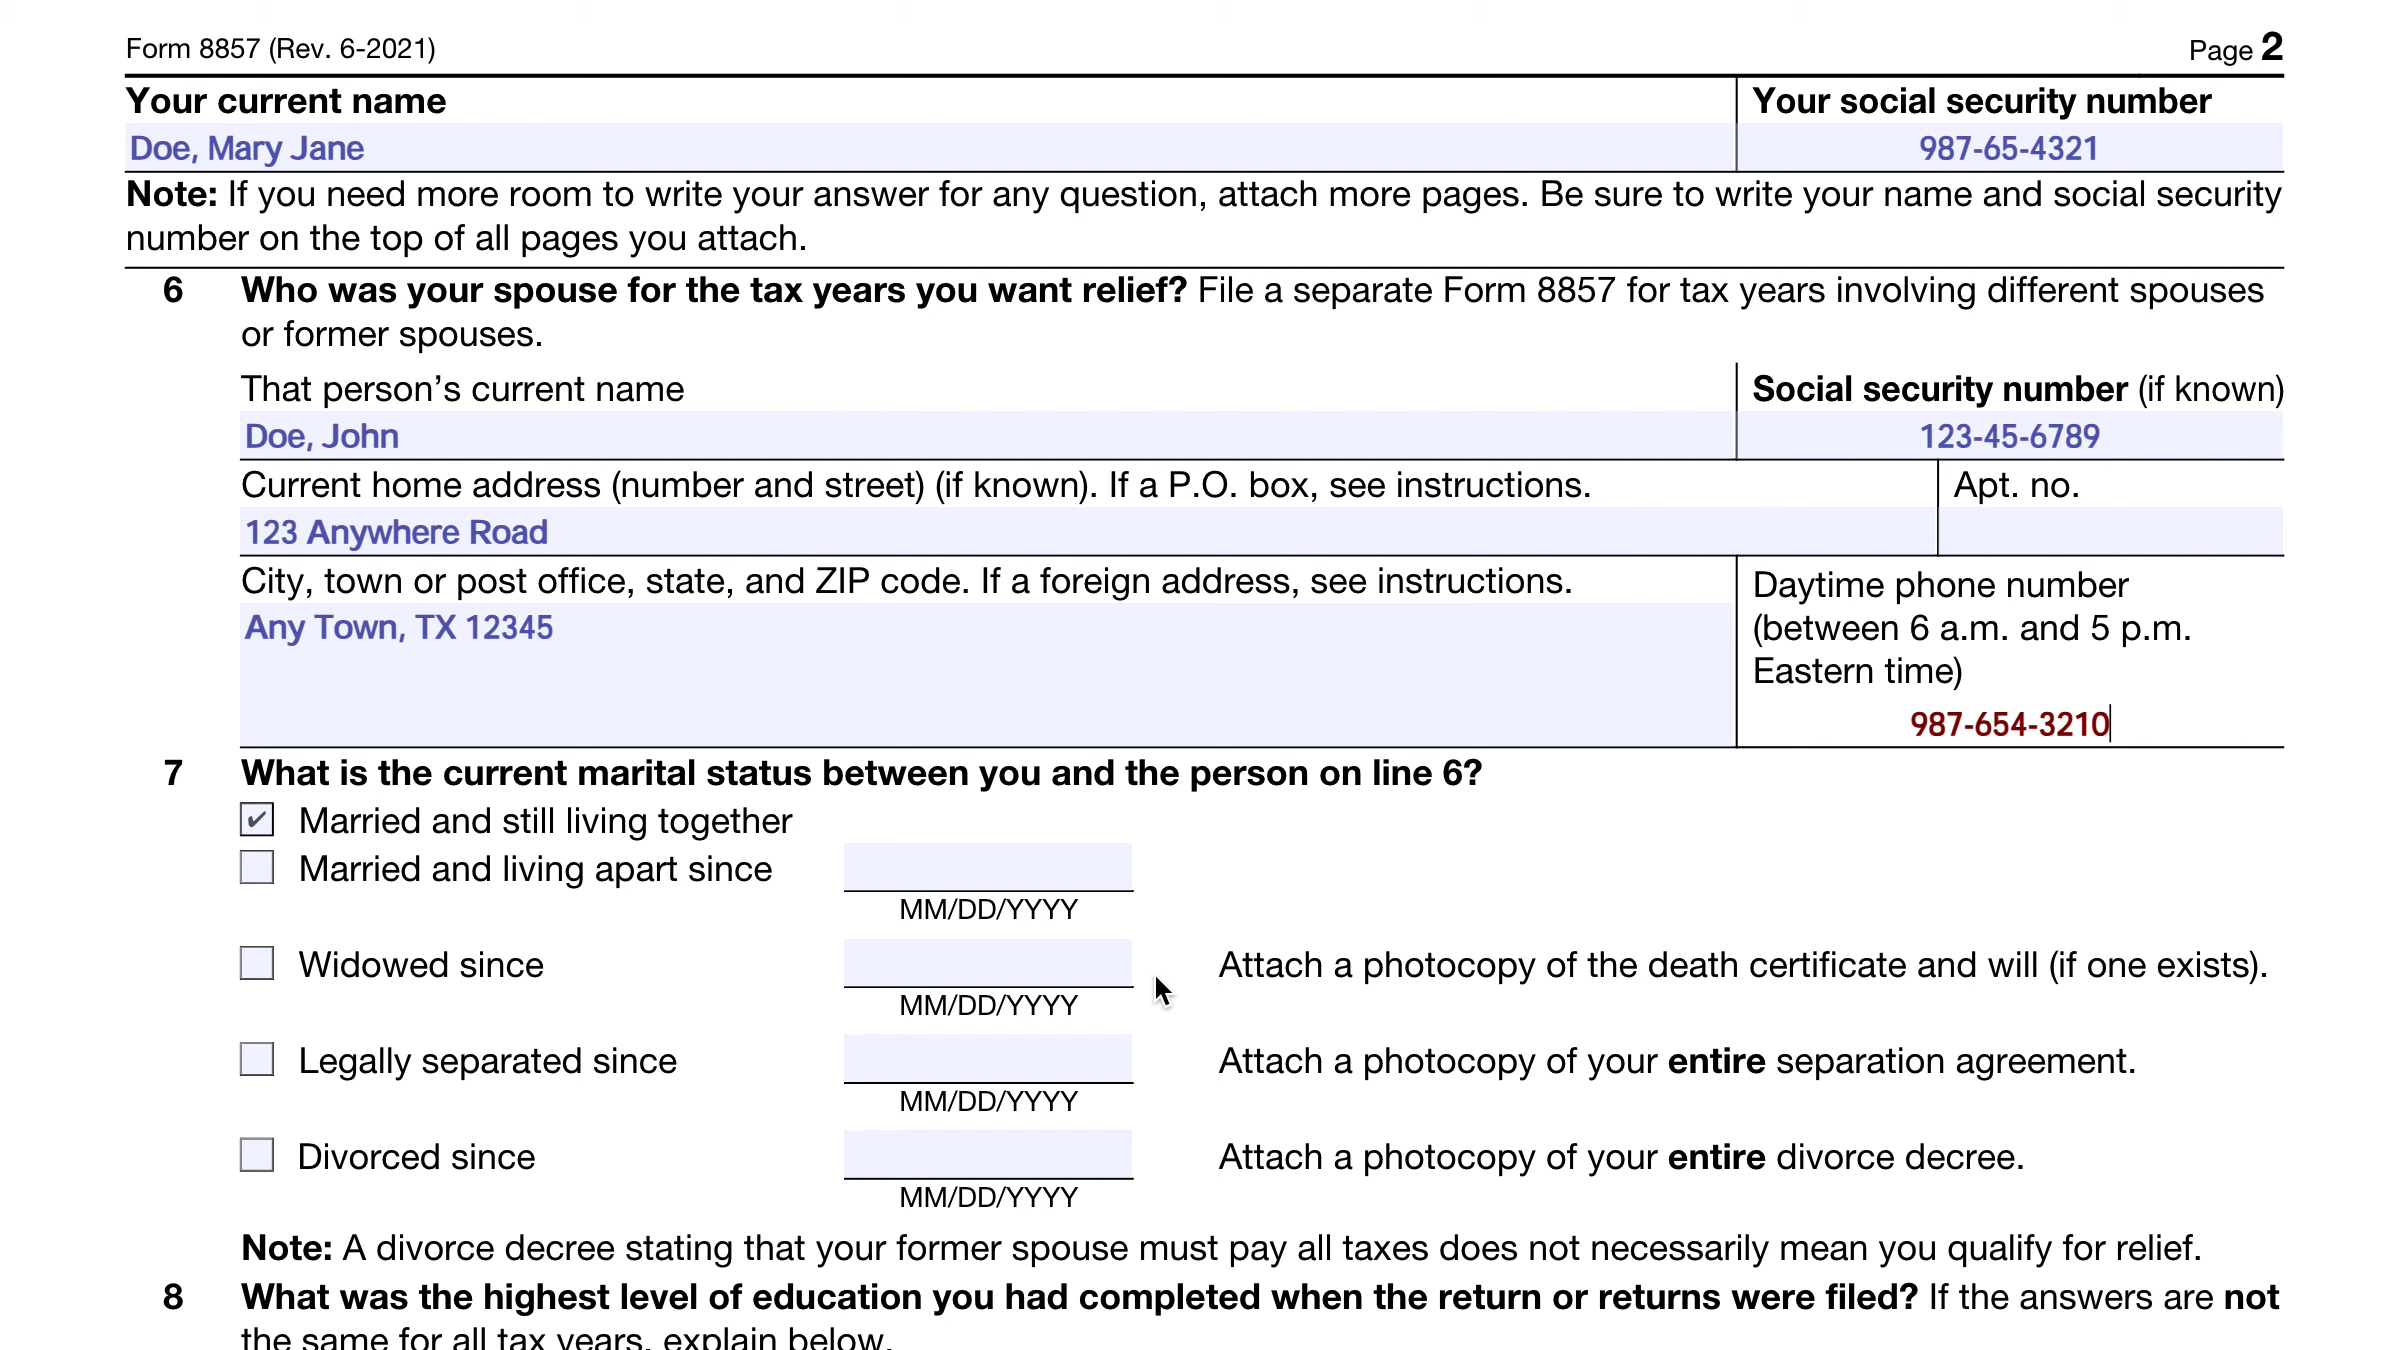 Form 8857 (Rev. 6-2021) Page 2
Your current name Your social security number
Doe, Mary Jane 987-65-4321
Note: If you need more room to write your answer for any question, attach more pages. Be sure to write your name and social security
number on the top of all pages you attach.
6 Who was your spouse for the tax years you want relief? File a separate Form 8857 for tax years involving different spouses
or former spouses.
That person’s current name Social security number (if known)
Doe, John 123-45-6789
Current home address (number and street) (if known). If a P.O. box, see instructions. Apt. no.
123 Anywhere Road
City, town or post office, state, and ZIP code. If a foreign address, see instructions. Daytime phone number
Any Town, TX 12345 (between 6 a.m. and 5 p.m.
Eastern time)
987-654-3210
7 What is the current marital status between you and the person on line 6?
✔ Married and still living together
Married and living apart since
MM/DD/YYYY
Widowed since Attach a photocopy of the death certificate and will (if one exists).
MM/DD/YYYY
Legally separated since Attach a photocopy of your entire separation agreement.
MM/DD/YYYY
Divorced since Attach a photocopy of your entire divorce decree.
MM/DD/YYYY
Note: A divorce decree stating that your former spouse must pay all taxes does not necessarily mean you qualify for relief.
8 What was the highest level of education you had completed when the return or returns were filed? If the answers are not
the same for all tax years, explain below.